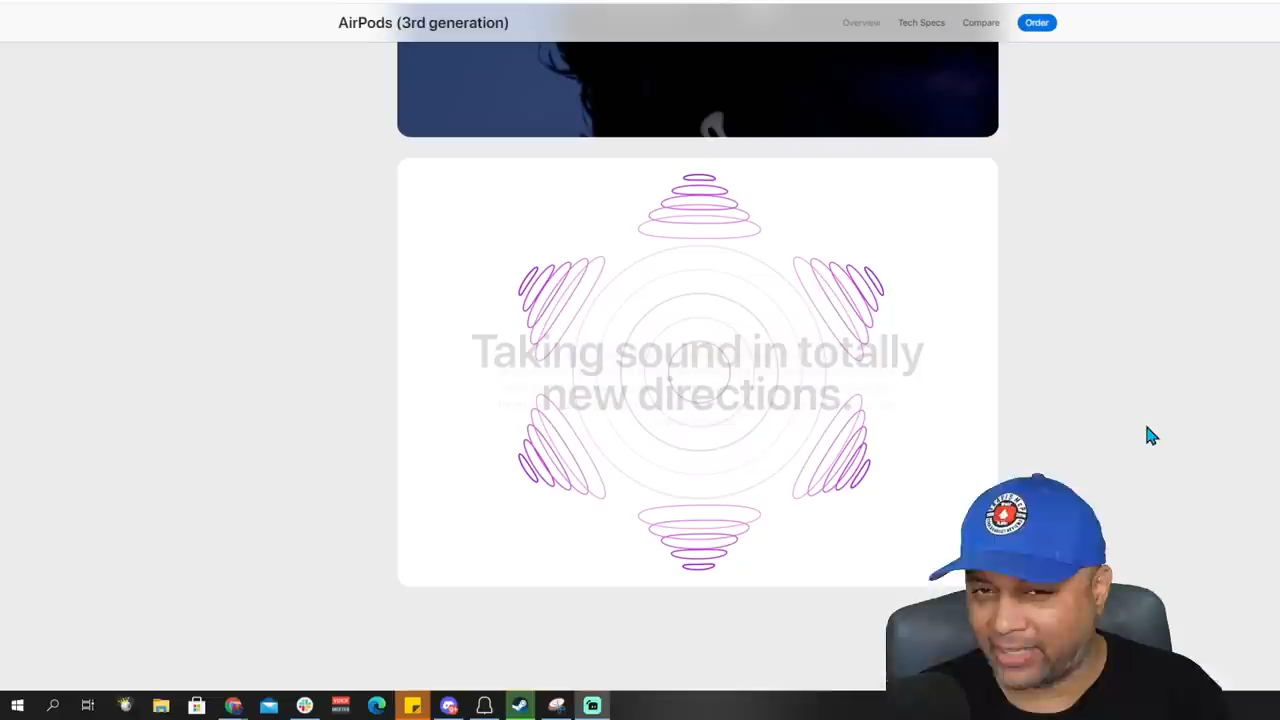 AirPods (3rd generation)
Overview
Tech Specs
Compare
Order
Taking sound in totally
new directions.